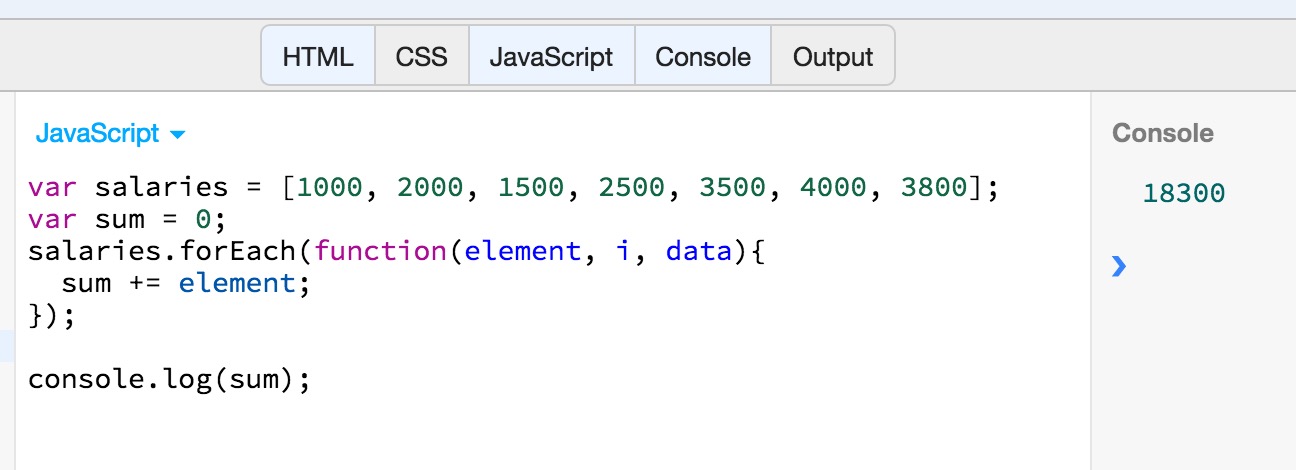 HTML CSS JavaScript Console Output
JavaScript
var salaries = [1000, 2000, 1500, 2500, 3500, 4000, 3800];
var sum = 0;
salaries.forEach(function(element, i, data){
  sum += element;
});
console.log(sum);
Console
18300